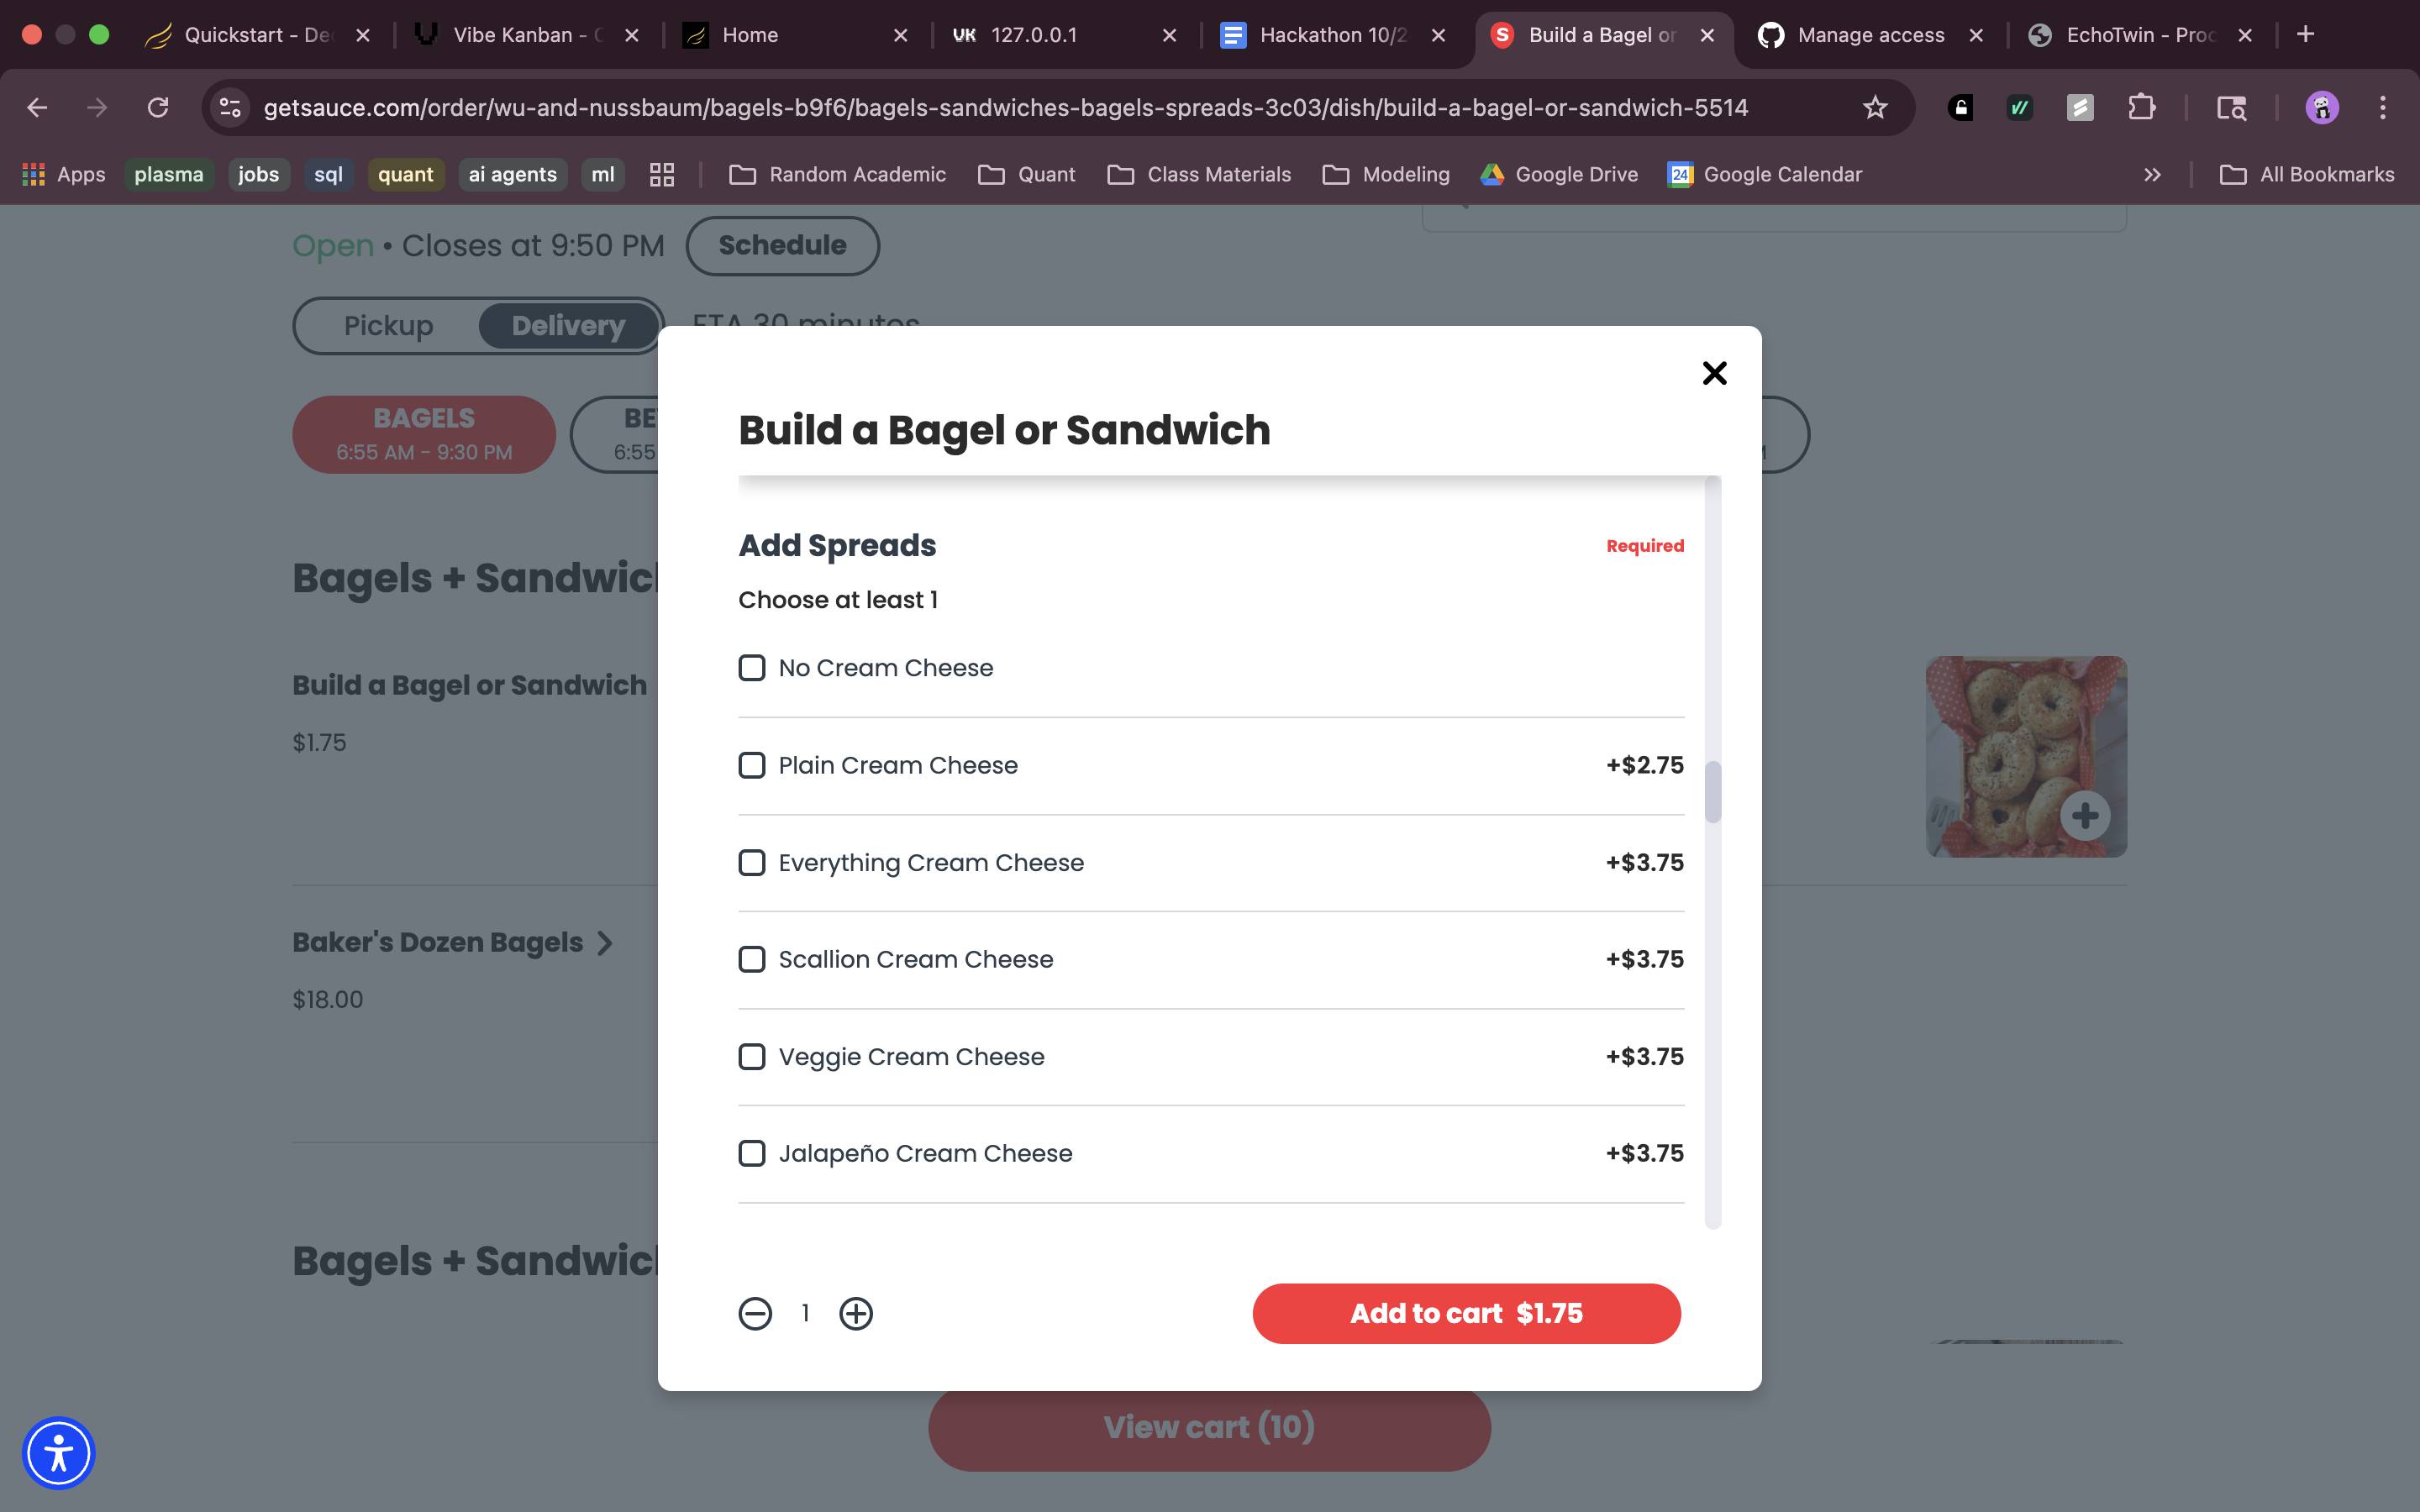 Quickstart - De
Vibe Kanban - C
Home
127.0.0.1
Hackathon 10/2
Build a Bagel or
Manage access
EchoTwin - Proc
getsauce.com/order/wu-and-nussbaum/bagels-b9f6/bagels-sandwiches-bagels-spreads-3c03/dish/build-a-bagel-or-sandwich-5514
Apps
plasma
jobs
sql
quant
ai agents
ml
Random Academic
Quant
Class Materials
Modeling
Google Drive
24
Google Calendar
All Bookmarks
Open • Closes at 9:50 PM
Schedule
Pickup
Delivery
ETA 30 minutes
BAGELS
6:55 AM - 9:30 PM
BE
6:55
Bagels + Sandwich
Build a Bagel or Sandwich
$1.75
Baker's Dozen Bagels
$18.00
Bagels + Sandwich
Build a Bagel or Sandwich
Add Spreads
Required
Choose at least 1
No Cream Cheese
Plain Cream Cheese
+$2.75
Everything Cream Cheese
+$3.75
Scallion Cream Cheese
+$3.75
Veggie Cream Cheese
+$3.75
Jalapeño Cream Cheese
+$3.75
1
Add to cart $1.75
View cart (10)